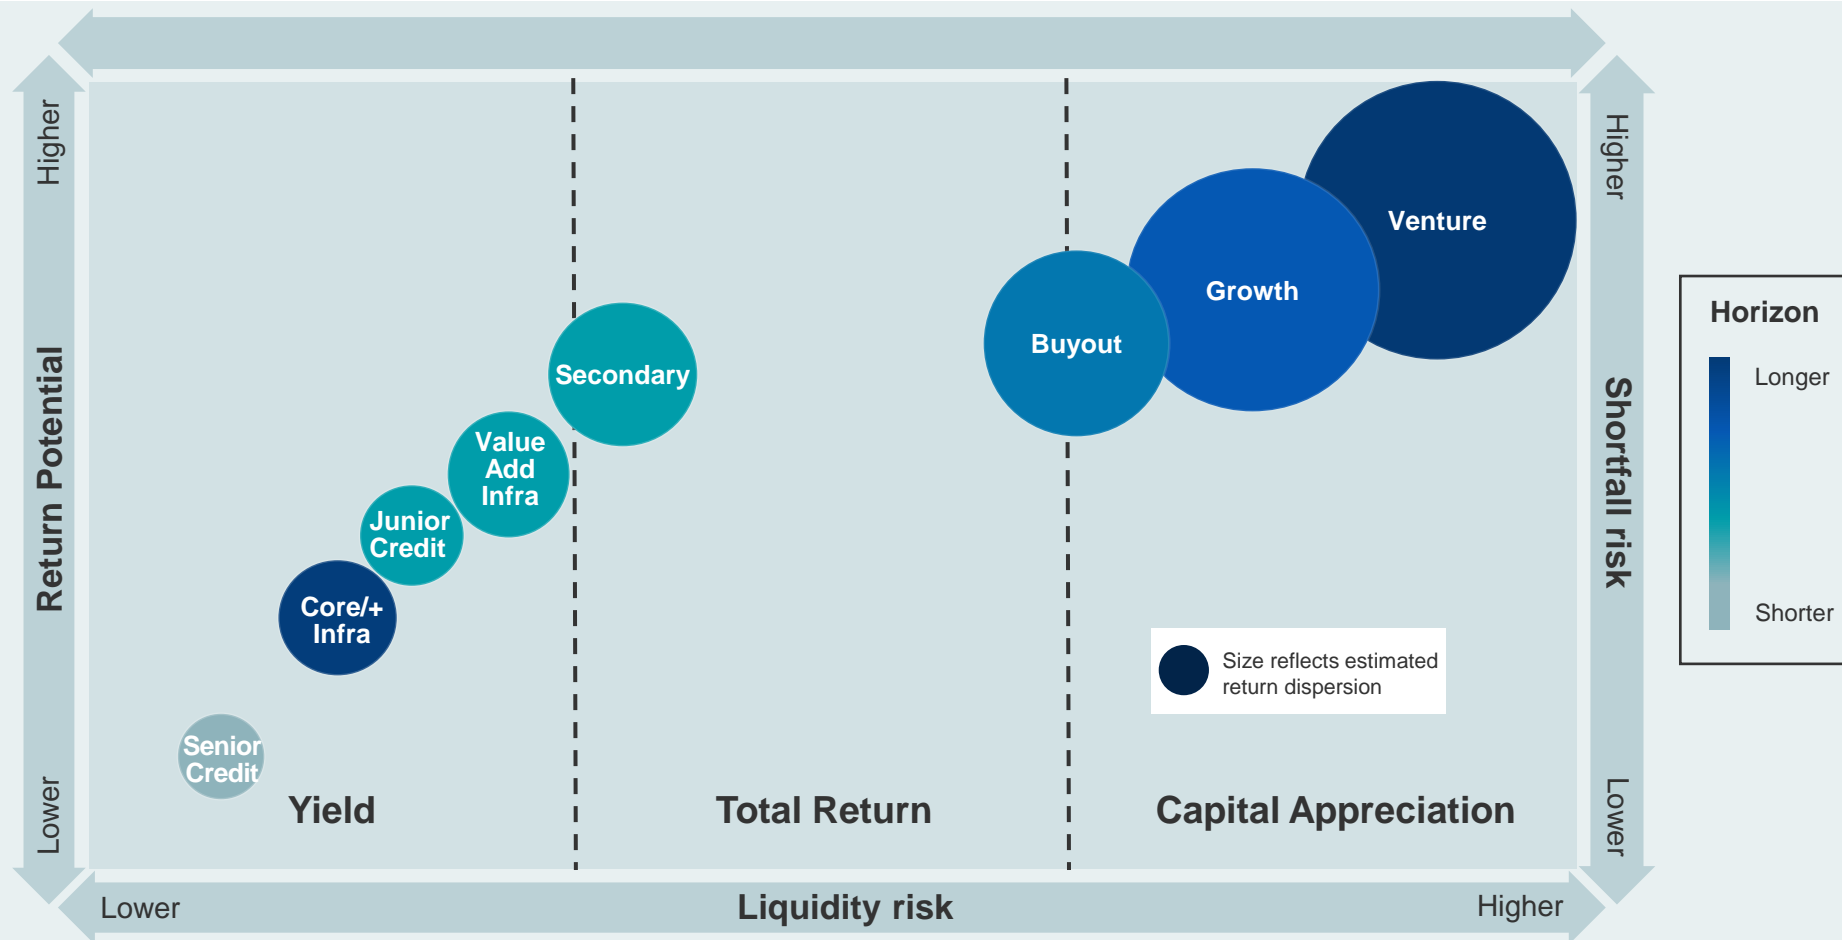 Higher
Return Potential
Lower
Venture
Growth
Buyout
Secondary
Value
Add
Infra
Junior
Credit
Core/+
Infra
Senior
Credit
Size reflects estimated
return dispersion
Yield
Total Return
Capital Appreciation
Lower
Liquidity risk
Higher
Higher
Shortfall risk
Lower
Horizon
Longer
Shorter